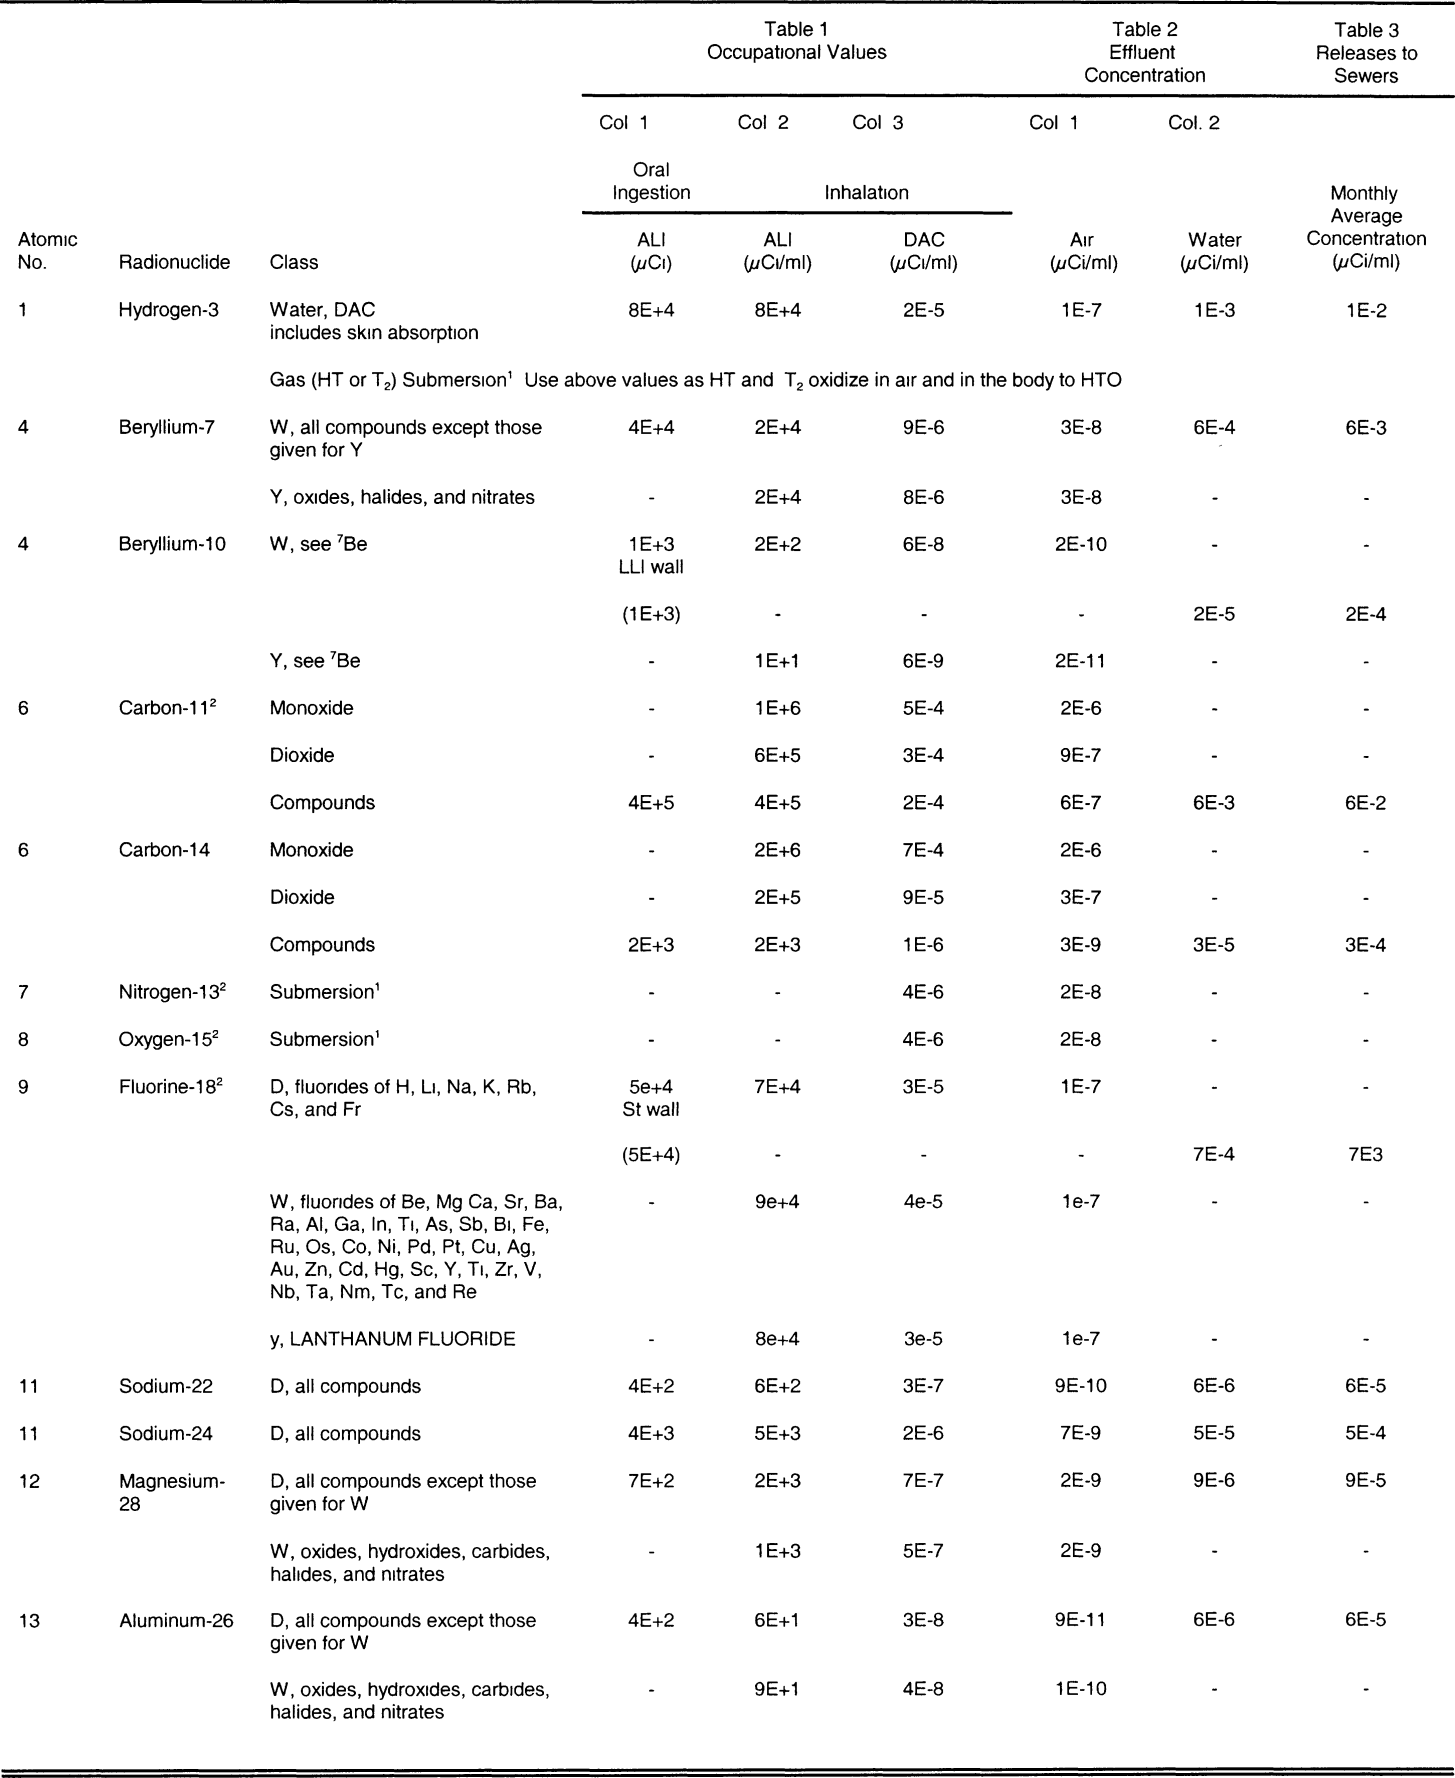 Table 1 Table 2 Table 3
Occupational Values Effluent Releases to
Concentration Sewers
Col 1 Col 2 Col 3 Col 1 Col. 2
Oral
Ingestion Inhalation Monthly
Average
Atomic ALI ALI DAC Air Water Concentration
No. Radionuclide Class (μCi) (μCi/ml) (μCi/ml) (μCi/ml) (μCi/ml) (μCi/ml)
1 Hydrogen-3 Water, DAC 8E+4 8E+4 2E-5 1E-7 1E-3 1E-2
includes skin absorption
Gas (HT or T₂) Submersion¹ Use above values as HT and T₂ oxidize in air and in the body to HTO
4 Beryllium-7 W, all compounds except those 4E+4 2E+4 9E-6 3E-8 6E-4 6E-3
given for Y
Y, oxides, halides, and nitrates - 2E+4 8E-6 3E-8 - -
4 Beryllium-10 W, see ⁷Be 1E+3 2E+2 6E-8 2E-10 - -
LLI wall
(1E+3) - - - 2E-5 2E-4
Y, see ⁷Be - 1E+1 6E-9 2E-11 - -
6 Carbon-11² Monoxide - 1E+6 5E-4 2E-6 - -
Dioxide - 6E+5 3E-4 9E-7 - -
Compounds 4E+5 4E+5 2E-4 6E-7 6E-3 6E-2
6 Carbon-14 Monoxide - 2E+6 7E-4 2E-6 - -
Dioxide - 2E+5 9E-5 3E-7 - -
Compounds 2E+3 2E+3 1E-6 3E-9 3E-5 3E-4
7 Nitrogen-13² Submersion¹ - - 4E-6 2E-8 - -
8 Oxygen-15² Submersion¹ - - 4E-6 2E-8 - -
9 Fluorine-18² D, fluorides of H, Li, Na, K, Rb, 5e+4 7E+4 3E-5 1E-7 - -
Cs, and Fr St wall
(5E+4) - - - 7E-4 7E3
W, fluorides of Be, Mg Ca, Sr, Ba, - 9e+4 4e-5 1e-7 - -
Ra, Al, Ga, In, Ti, As, Sb, Bi, Fe,
Ru, Os, Co, Ni, Pd, Pt, Cu, Ag,
Au, Zn, Cd, Hg, Sc, Y, Ti, Zr, V,
Nb, Ta, Nm, Tc, and Re
y, LANTHANUM FLUORIDE - 8e+4 3e-5 1e-7 - -
11 Sodium-22 D, all compounds 4E+2 6E+2 3E-7 9E-10 6E-6 6E-5
11 Sodium-24 D, all compounds 4E+3 5E+3 2E-6 7E-9 5E-5 5E-4
12 Magnesium- D, all compounds except those 7E+2 2E+3 7E-7 2E-9 9E-6 9E-5
28 given for W
W, oxides, hydroxides, carbides, - 1E+3 5E-7 2E-9 - -
halides, and nitrates
13 Aluminum-26 D, all compounds except those 4E+2 6E+1 3E-8 9E-11 6E-6 6E-5
given for W
W, oxides, hydroxides, carbides, - 9E+1 4E-8 1E-10 - -
halides, and nitrates